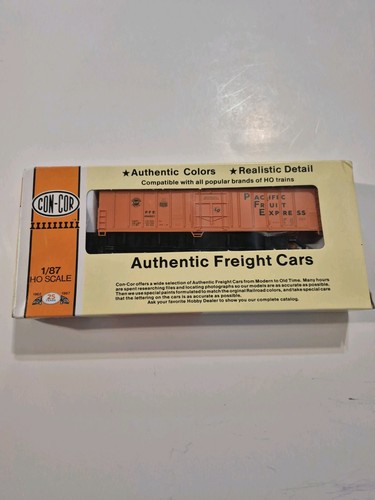 ★Authentic Colors ★Realistic Detail
Compatible with all popular brands of HO trains
CON-COR
1/87
HO SCALE
PACIFIC
FRUIT
EXPRESS
Authentic Freight Cars
Con-Cor offers a wide selection of Authentic Freight Cars from Modern to Old Time. Many hours
are spent researching files and locating photographs so our models are as accurate as possible.
Then we use special paints formulated to match the original Railroad colors, and take special care
that the lettering on the cars is as accurate as possible.
Ask your favorite Hobby Dealer to show you our complete catalog.